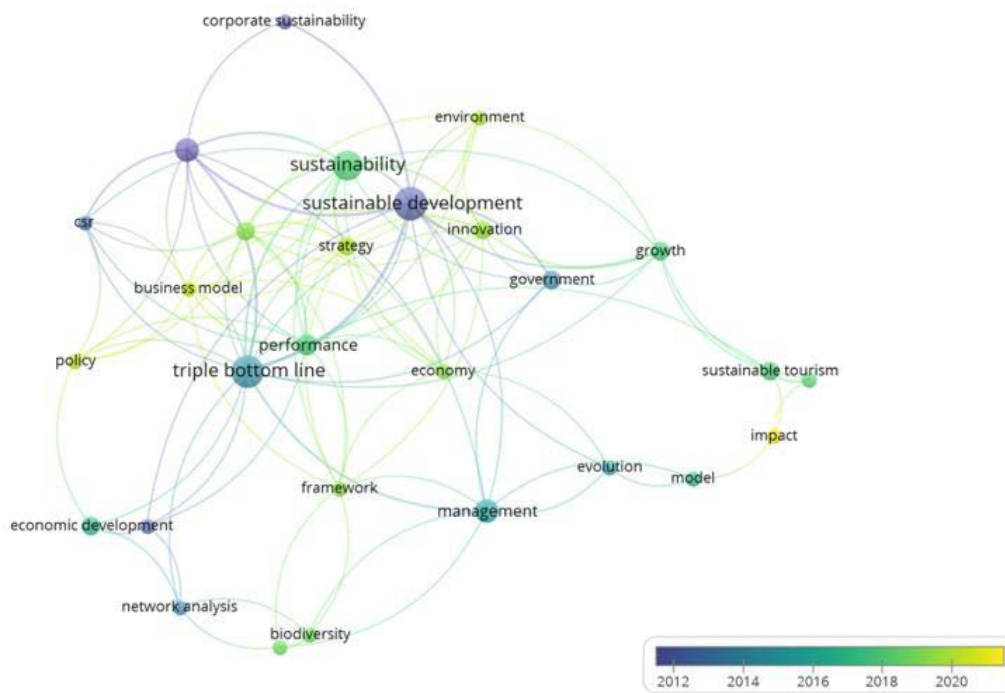 corporate sustainability
environment
sustainability
sustainable development
csr
innovation
strategy
growth
government
business model
performance
policy
triple bottom line
economy
sustainable tourism
impact
evolution
model
framework
management
economic development
network analysis
biodiversity
2012 2014 2016 2018 2020